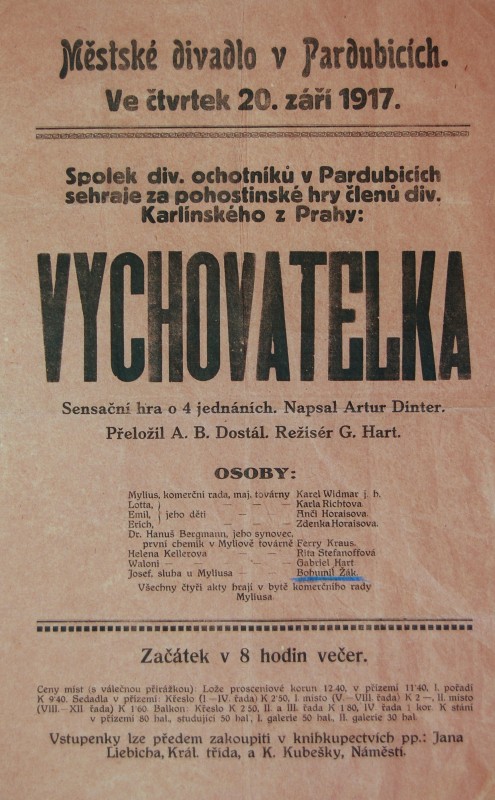 Městské divadlo v Pardubicích.
Ve čtvrtek 20. září 1917.
Spolek div. ochotníků v Pardubicích
sehraje za pohostinské hry členů div.
Karlínského z Prahy:
VYCHOVATELKA
Sensační hra o 4 jednáních. Napsal Artur Dinter.
Přeložil A. B. Dostál. Režisér G. Hart.
OSOBY:
Mylius, komerční rada, maj. továrny Karel Widmar j. h.
Lotta, — — — Karla Richtova
Emil, } jeho děti — — — Anči Horaisova.
Erich, — — — Zdenka Horaisova.
Dr. Hanuš Bergmann, jeho synovec,
první chemik v Myliově továrně Ferry Kraus.
Helena Kellerova — — Rita Stefanoffová
Waloni — — — — Gabriel Hart
Josef, sluha u Myliusa — — Bohumil Žák.
Všechny čtyři akty hrají v bytě komerčního rady
Myliusa
Začátek v 8 hodin večer.
Ceny míst (s válečnou přirážkou) Lože prosceniové korun 12.40, v přízemí 11'40, I. pořadí
K 9'40. Sedadla v přízemí: Křeslo (I—IV. řada) K 2'50, I. místo (V—VIII. řada) K 2—, II. místo
(VIII.—XII. řada) K 1'60. Balkon: Křeslo K 2'50, II. a III. řada K 1'80, IV. řada 1 kor. K stání
v přízemí 80 hal., studující 50 hal., I. galerie 50 hal., II. galerie 30 hal.
Vstupenky lze předem zakoupiti v knihkupectvích pp.: Jana
Liebicha, Král. třída, a K. Kubešky, Náměstí.